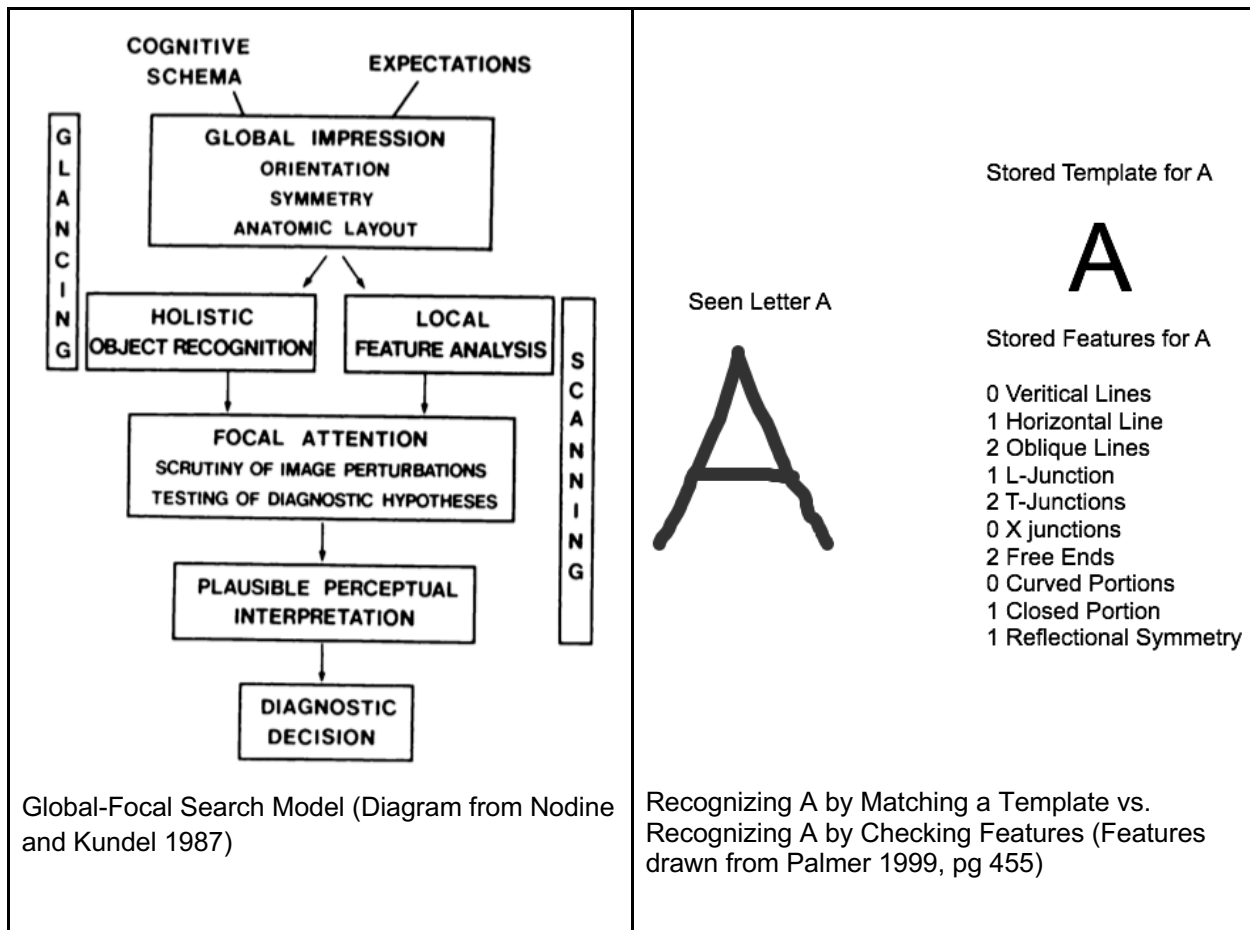 COGNITIVE
SCHEMA
EXPECTATIONS
GLANCING
GLOBAL IMPRESSION
ORIENTATION
SYMMETRY
ANATOMIC LAYOUT
HOLISTIC
OBJECT RECOGNITION
LOCAL
FEATURE ANALYSIS
SCANNING
FOCAL ATTENTION
SCRUTINY OF IMAGE PERTURBATIONS
TESTING OF DIAGNOSTIC HYPOTHESES
PLAUSIBLE PERCEPTUAL
INTERPRETATION
DIAGNOSTIC
DECISION
Global-Focal Search Model (Diagram from Nodine
and Kundel 1987)
Seen Letter A
A
Stored Template for A
A
Stored Features for A
0 Veritical Lines
1 Horizontal Line
2 Oblique Lines
1 L-Junction
2 T-Junctions
0 X junctions
2 Free Ends
0 Curved Portions
1 Closed Portion
1 Reflectional Symmetry
Recognizing A by Matching a Template vs.
Recognizing A by Checking Features (Features
drawn from Palmer 1999, pg 455)